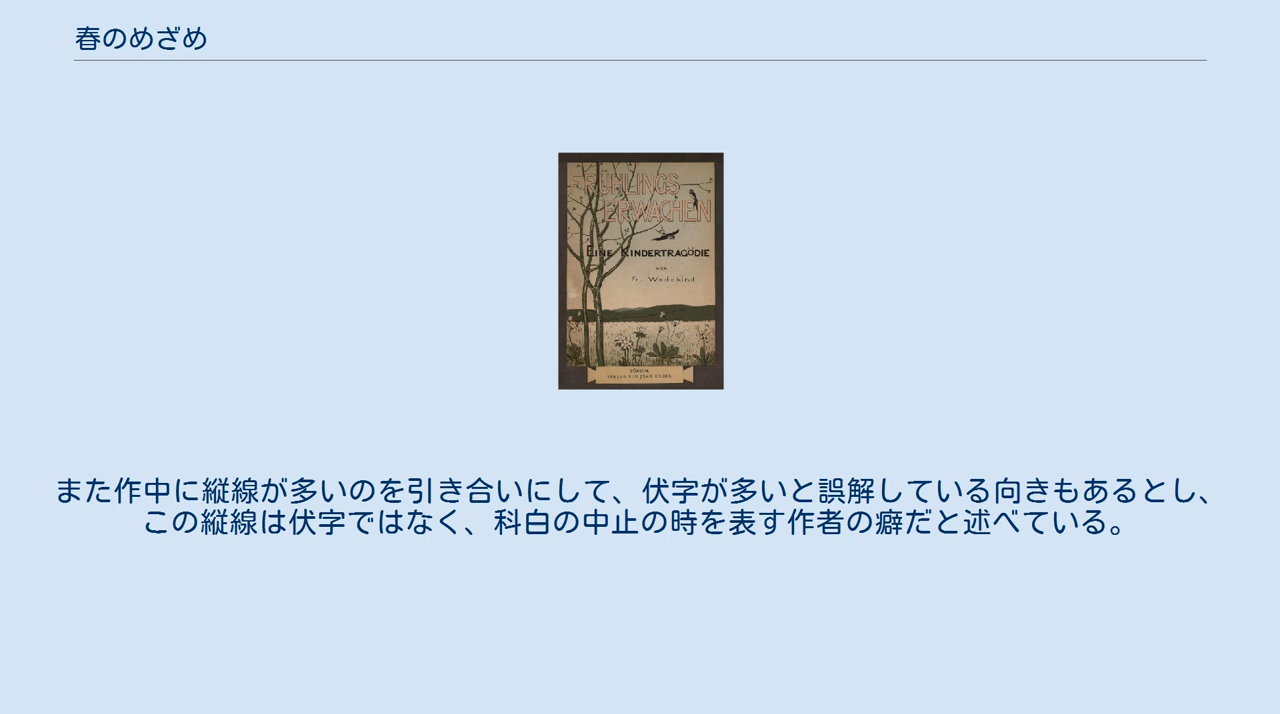 春のめざめ
FRÜHLINGS
ERWACHEN
EINE KINDERTRAGÖDIE
VON
Fr. Wedekind
ZÜRICH
VERLAG VON JEAN
また作中に縦線が多いのを引き合いにして、伏字が多いと誤解している向きもあるとし、
この縦線は伏字ではなく、科白の中止の時を表す作者の癖だと述べている。